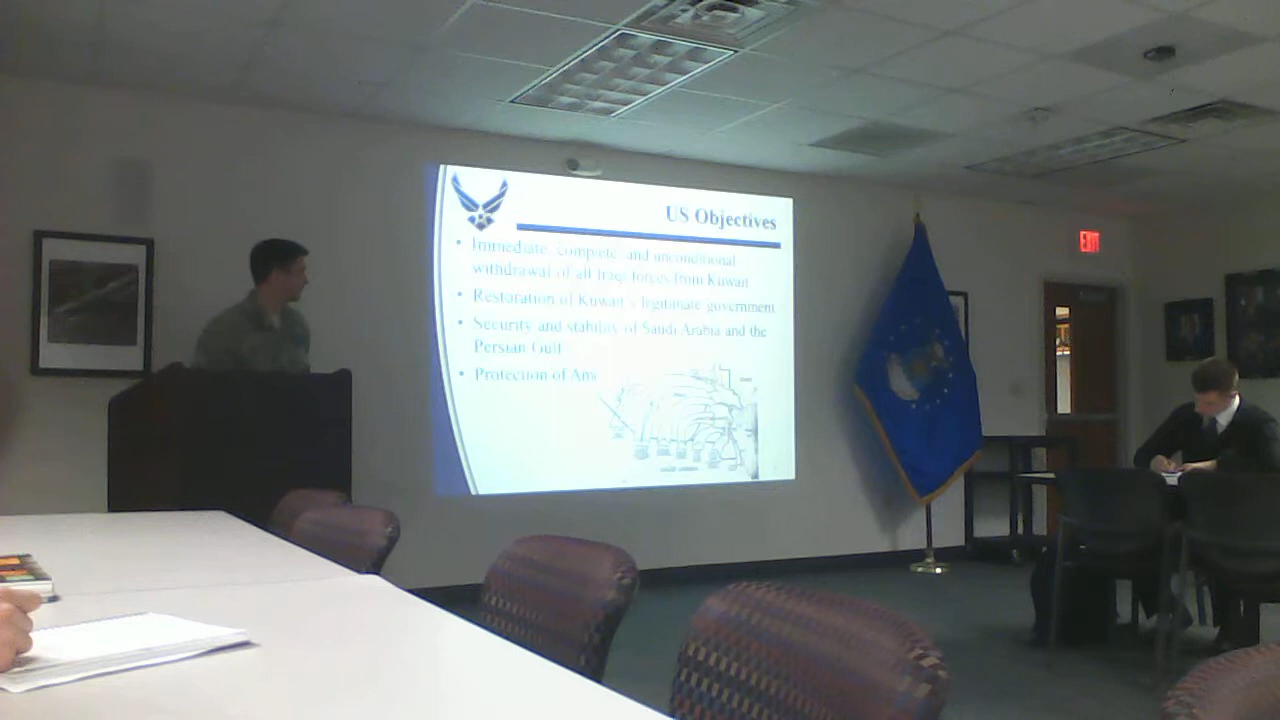 US Objectives
• Immediate, complete, and unconditional
withdrawal of all Iraqi forces from Kuwait
• Restoration of Kuwait's legitimate government
• Security and stability of Saudi Arabia and the
Persian Gulf
• Protection of Ame
EXIT